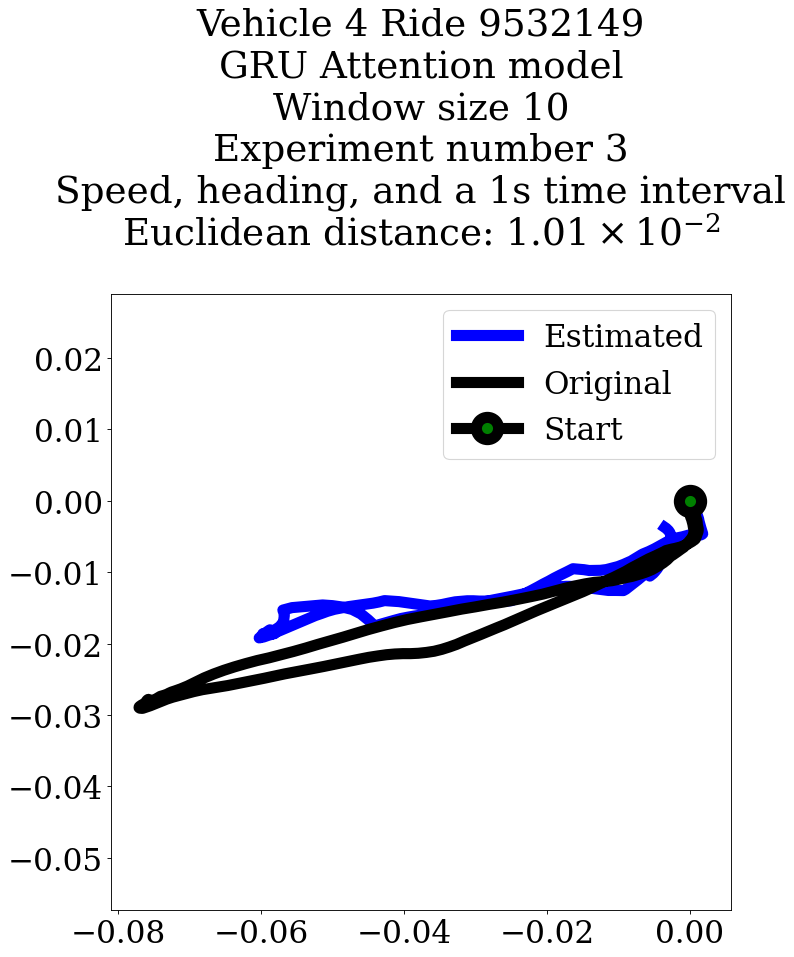 Vehicle 4 Ride 9532149
GRU Attention model
Window size 10
Experiment number 3
Speed, heading, and a 1s time interval
Euclidean distance: 1.01 × 10⁻²
Estimated
Original
Start
0.02
0.01
0.00
−0.01
−0.02
−0.03
−0.04
−0.05
−0.08 −0.06 −0.04 −0.02 0.00